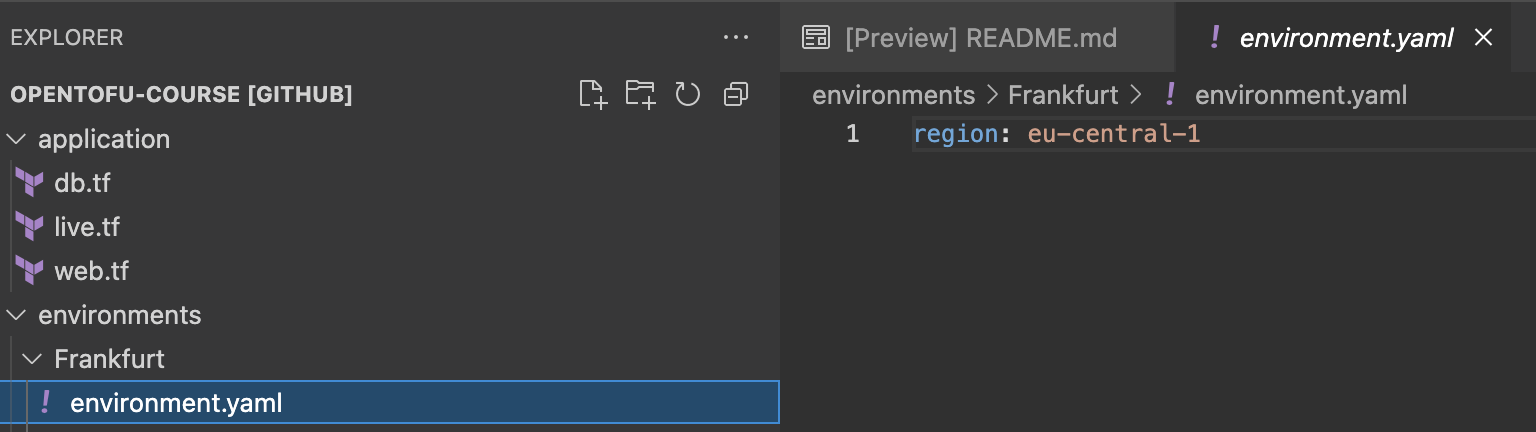 EXPLORER
OPENTOFU-COURSE [GITHUB]
application
db.tf
live.tf
web.tf
environments
Frankfurt
environment.yaml
[Preview] README.md
environment.yaml
environments > Frankfurt > ! environment.yaml
1 region: eu-central-1